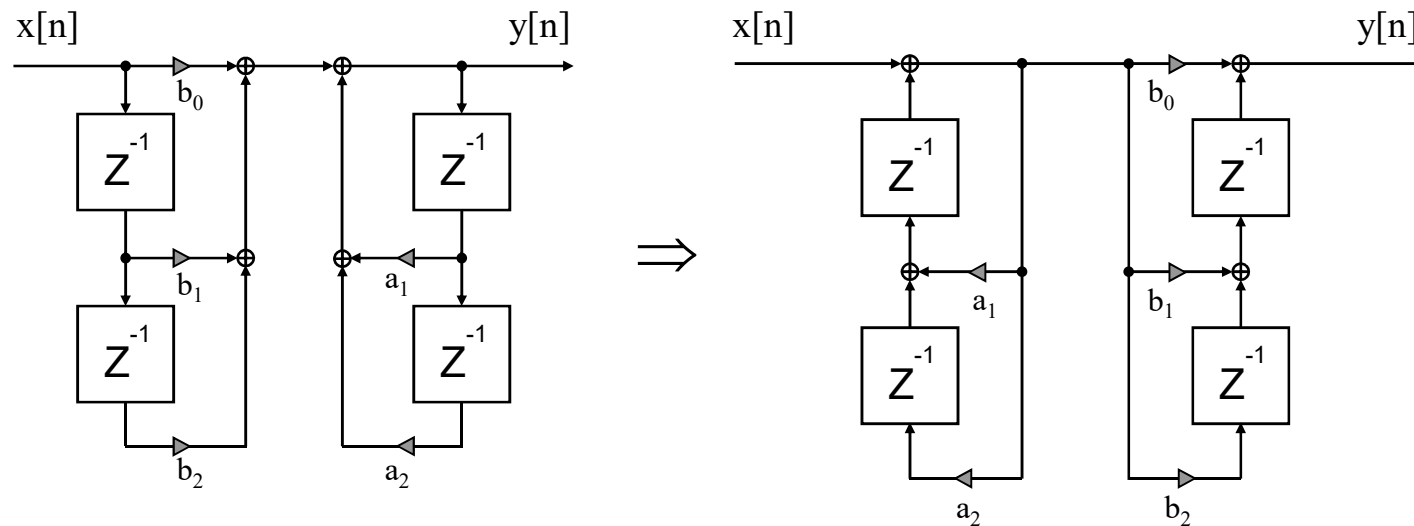 x[n] y[n]
b₀
Z⁻¹ Z⁻¹
b₁ a₁
Z⁻¹ Z⁻¹
b₂ a₂
⇒
x[n] y[n]
b₀
Z⁻¹ Z⁻¹
a₁ b₁
Z⁻¹ Z⁻¹
a₂ b₂